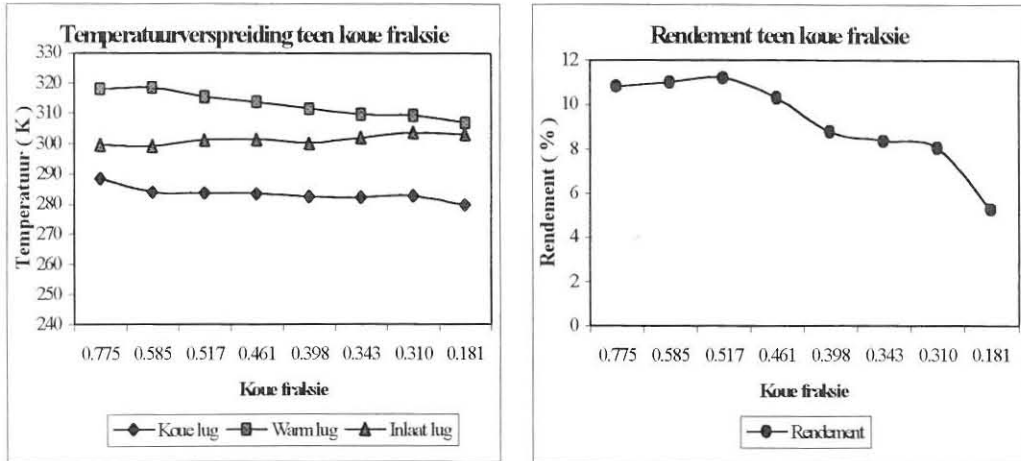 Temperatuurverspreiding teen koue fraksie
330
320
310
300
290
280
270
260
250
240
Temperatuur ( K )
0.775 0.585 0.517 0.461 0.398 0.343 0.310 0.181
Koue fraksie
Koue lug Warm lug Inlaat lug
Rendement teen koue fraksie
12
10
8
6
4
2
0
Rendement ( % )
0.775 0.585 0.517 0.461 0.398 0.343 0.310 0.181
Koue fraksie
Rendement